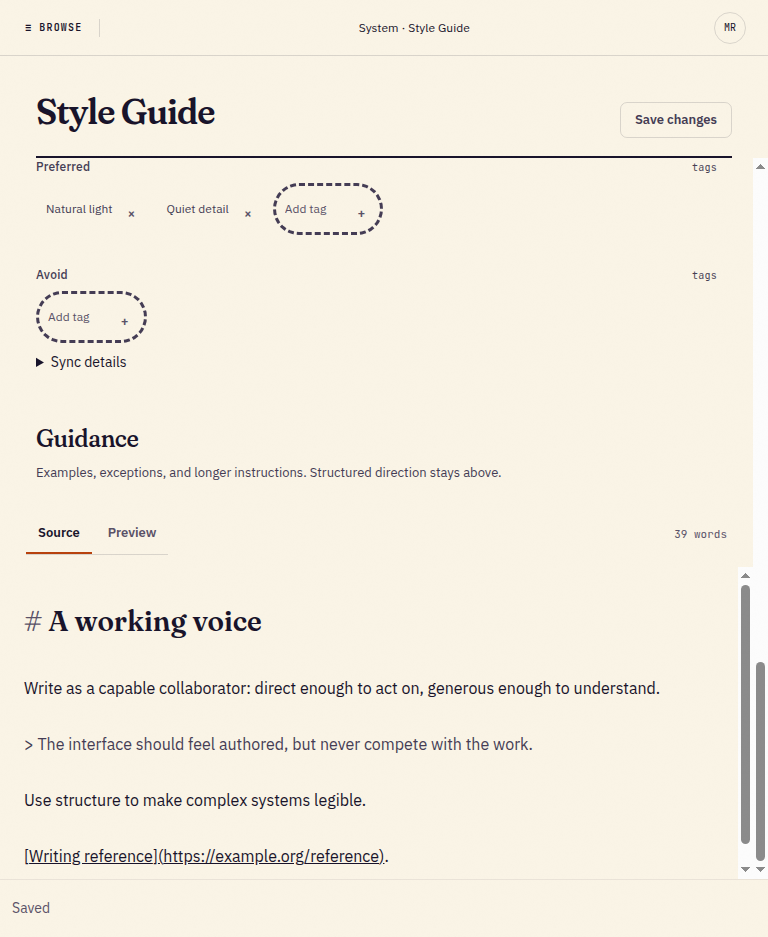 ≡ BROWSE
System · Style Guide
MR
Style Guide
Save changes
Preferred
tags
Natural light ×
Quiet detail ×
Add tag +
Avoid
tags
Add tag +
▶ Sync details
Guidance
Examples, exceptions, and longer instructions. Structured direction stays above.
Source
Preview
39 words
# A working voice
Write as a capable collaborator: direct enough to act on, generous enough to understand.
> The interface should feel authored, but never compete with the work.
Use structure to make complex systems legible.
[Writing reference](https://example.org/reference).
Saved